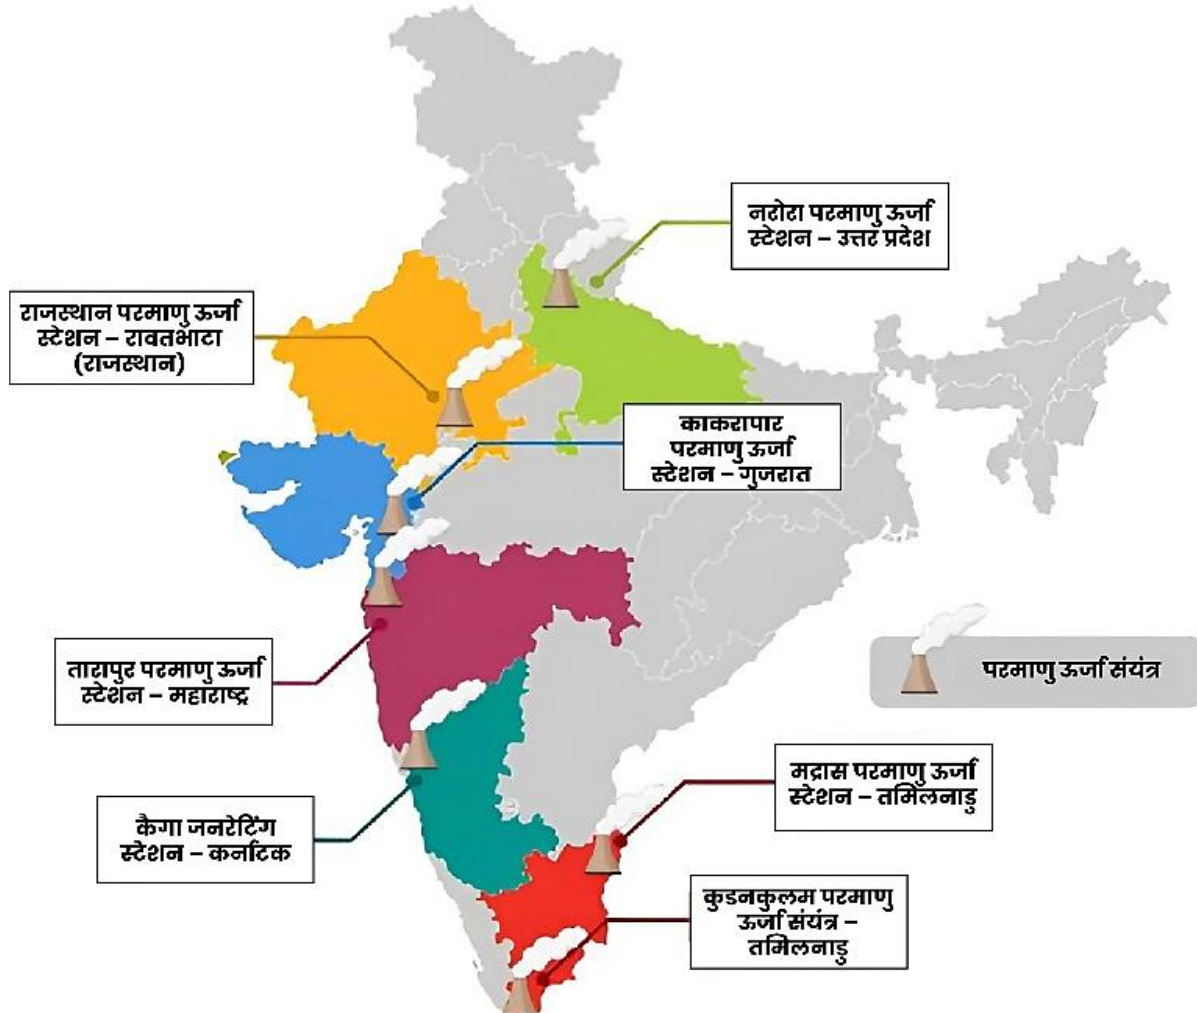 नरोरा परमाणु ऊर्जा
स्टेशन – उत्तर प्रदेश
राजस्थान परमाणु ऊर्जा
स्टेशन – रावतभाटा
(राजस्थान)
काकरापार
परमाणु ऊर्जा
स्टेशन – गुजरात
तारापुर परमाणु ऊर्जा
स्टेशन – महाराष्ट्र
परमाणु ऊर्जा संयंत्र
मद्रास परमाणु ऊर्जा
स्टेशन – तमिलनाडु
कैगा जनरेटिंग
स्टेशन – कर्नाटक
कुडनकुलम परमाणु
ऊर्जा संयंत्र –
तमिलनाडु